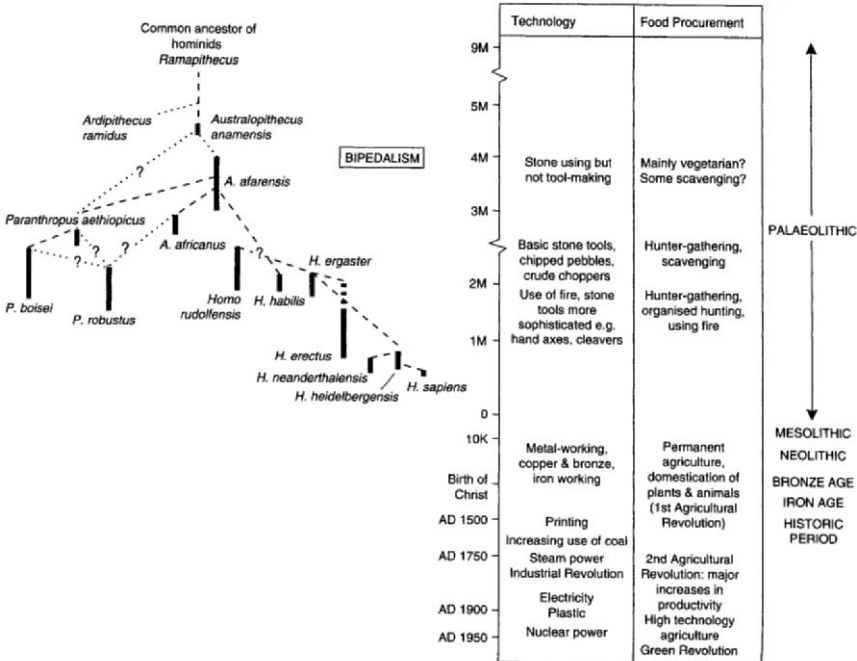 Common ancestor of
hominids
Ramapithecus
Ardipithecus
ramidus
Australopithecus
anamensis
BIPEDALISM
?
A. afarensis
Paranthropus aethiopicus
?
?
?
A. africanus
?
H. ergaster
P. boisei
P. robustus
Homo
rudolfensis
H. habilis
H. erectus
H. neanderthalensis
H. heidelbergensis
H. sapiens
Technology
Food Procurement
9M
5M
4M
3M
2M
1M
0
10K
Birth of
Christ
AD 1500
AD 1750
AD 1900
AD 1950
Stone using but
not tool-making
Mainly vegetarian?
Some scavenging?
Basic stone tools,
chipped pebbles,
crude choppers
Hunter-gathering,
scavenging
Use of fire, stone
tools more
sophisticated e.g.
hand axes, cleavers
Hunter-gathering,
organised hunting,
using fire
Metal-working,
copper & bronze,
iron working
Permanent
agriculture,
domestication of
plants & animals
(1st Agricultural
Revolution)
Printing
Increasing use of coal
Steam power
Industrial Revolution
2nd Agricultural
Revolution: major
increases in
productivity
Electricity
Plastic
Nuclear power
High technology
agriculture
Green Revolution
PALAEOLITHIC
MESOLITHIC
NEOLITHIC
BRONZE AGE
IRON AGE
HISTORIC
PERIOD